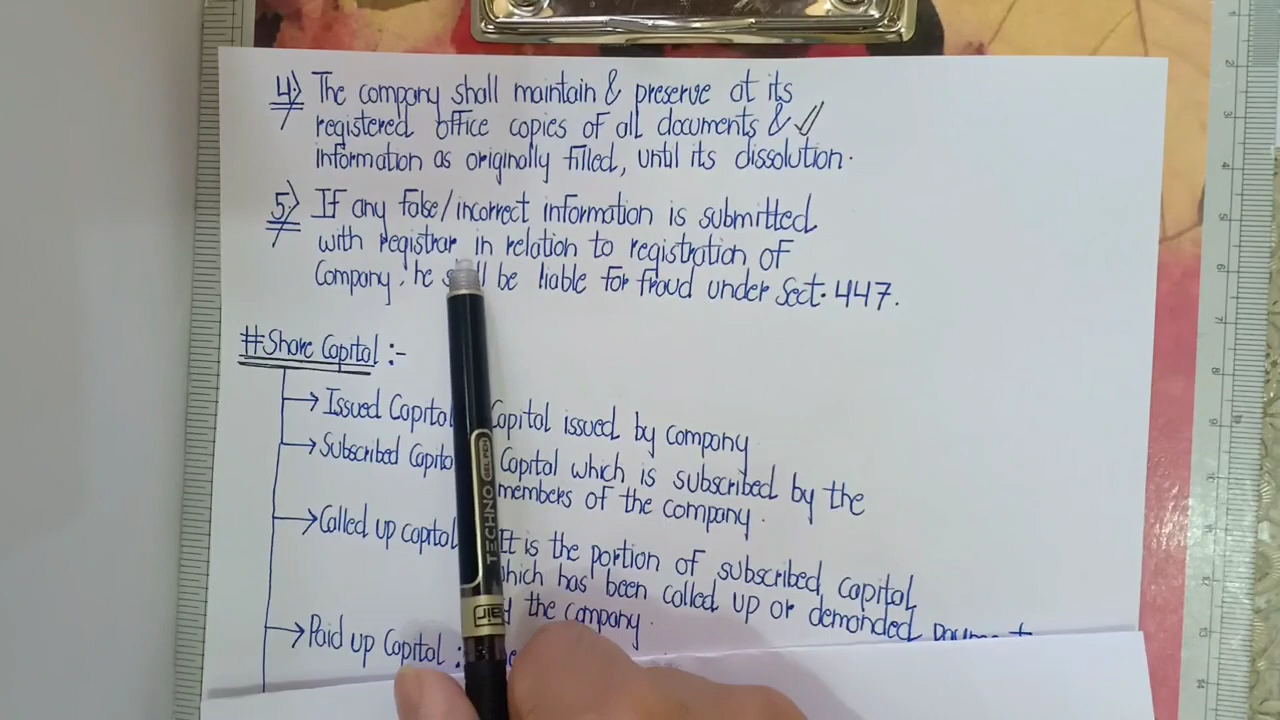 4) The company shall maintain & preserve at its
registered office copies of all documents &
information as originally filled, until its dissolution.
5) If any false/incorrect information is submitted
with registrar in relation to registration of
Company, he be liable for fraud under Sect. 447.
#Share Capital :-
→ Issued Capital Capital issued by company
→ Subscribed Capital Capital which is subscribed by the
members of the company.
→ Called up capital It is the portion of subscribed capital
which has been called up or demanded
the company.
→ Paid up Capital :
TECHNO GEL PEN